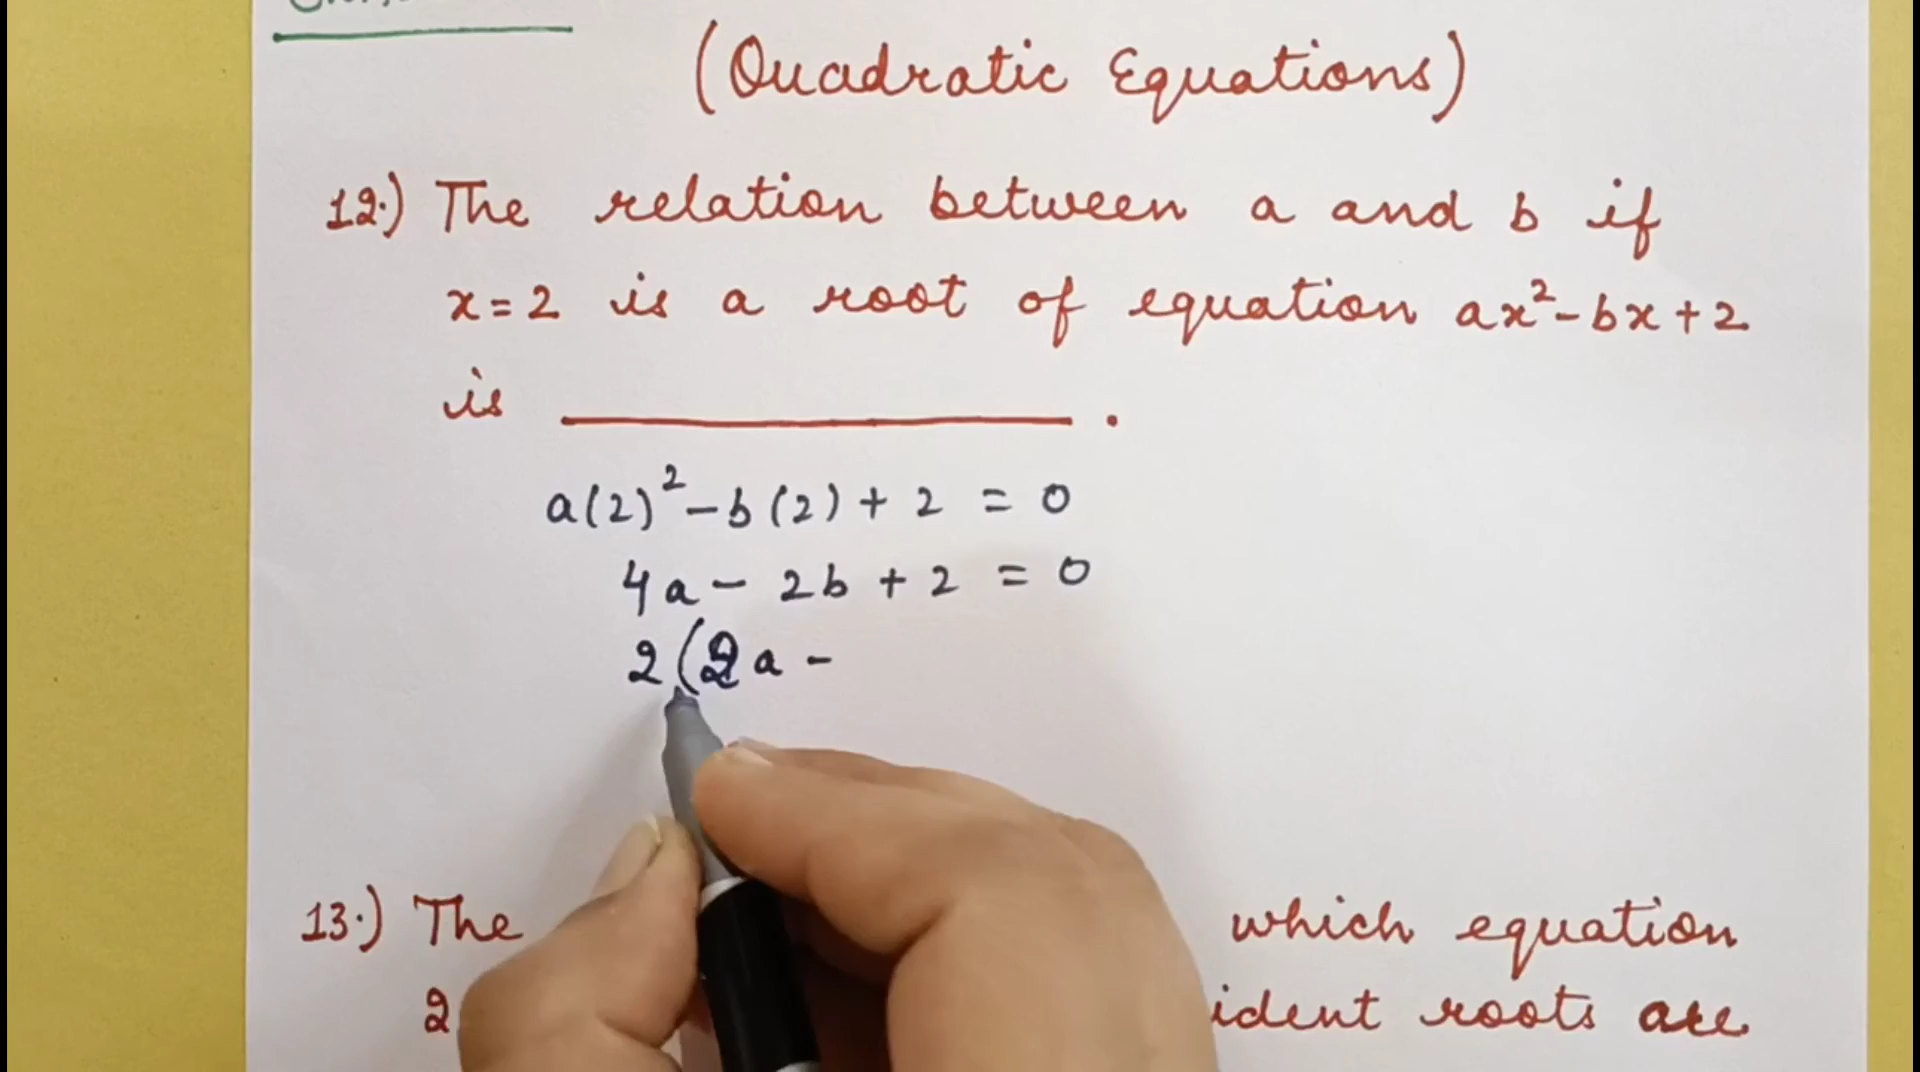 (Quadratic Equations)
12.) The relation between a and b if
x = 2 is a root of equation ax² - bx + 2
is ________ .
a(2)² - b(2) + 2 = 0
4a - 2b + 2 = 0
2(2a -
13.) The which equation
2 ident roots are